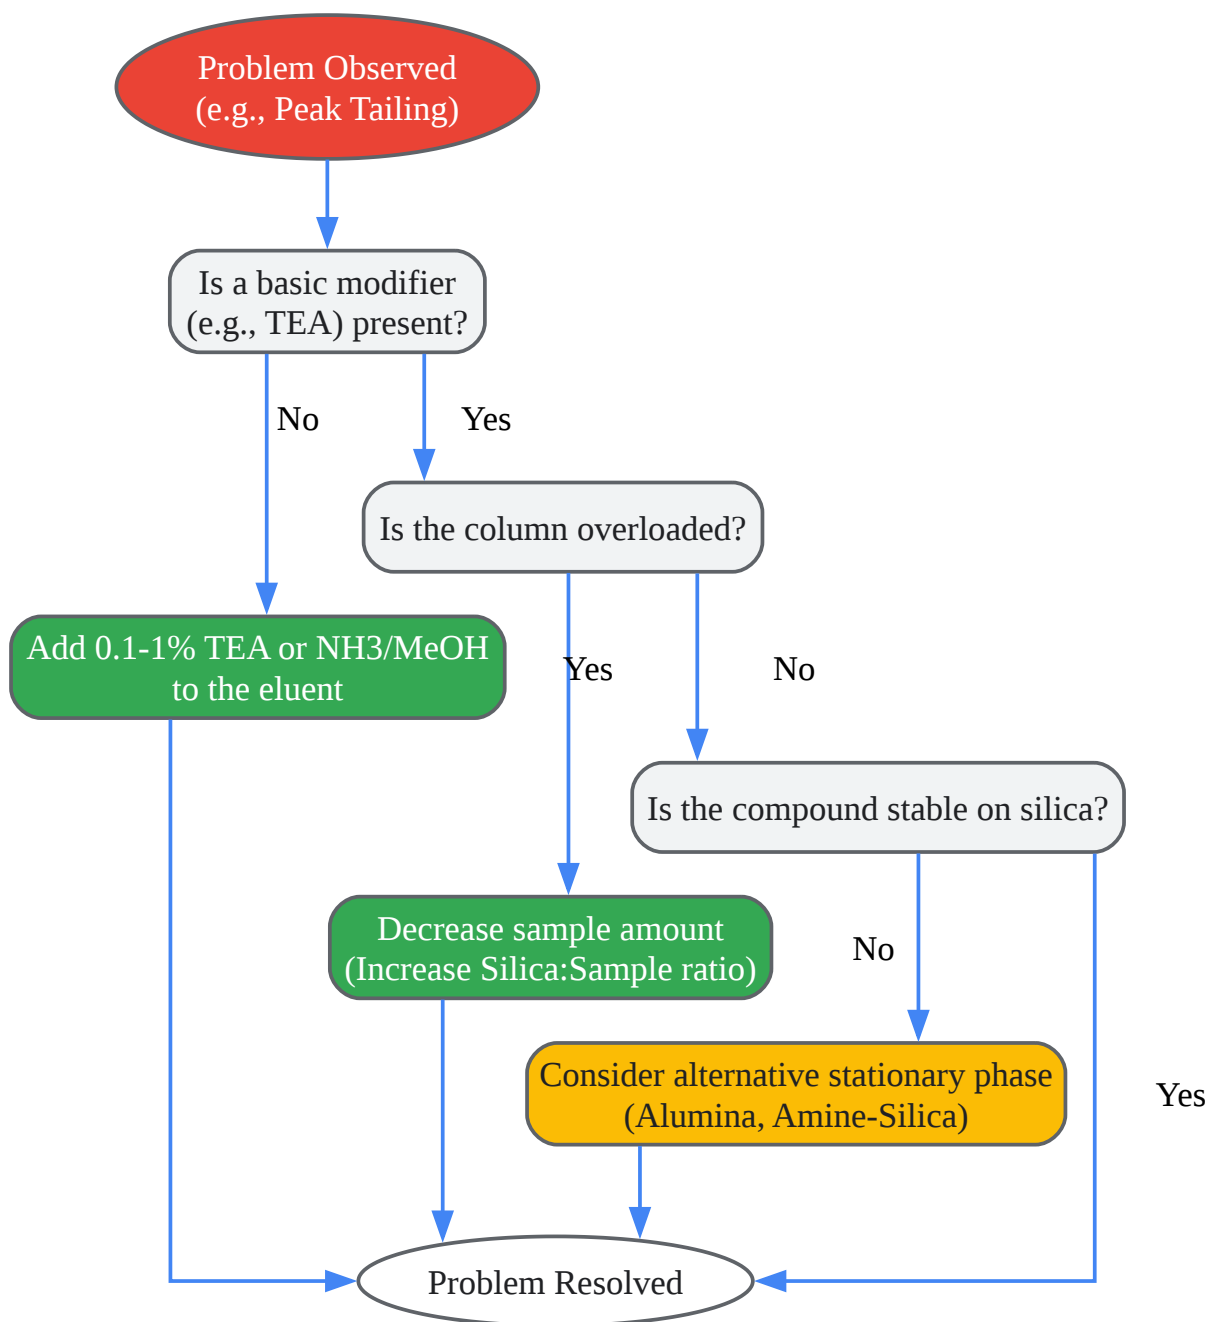 Problem Observed
(e.g., Peak Tailing)
Is a basic modifier
(e.g., TEA) present?
No
Yes
Is the column overloaded?
Add 0.1-1% TEA or NH3/MeOH
to the eluent
Yes
No
Is the compound stable on silica?
Decrease sample amount
(Increase Silica:Sample ratio)
No
Consider alternative stationary phase
(Alumina, Amine-Silica)
Yes
Problem Resolved